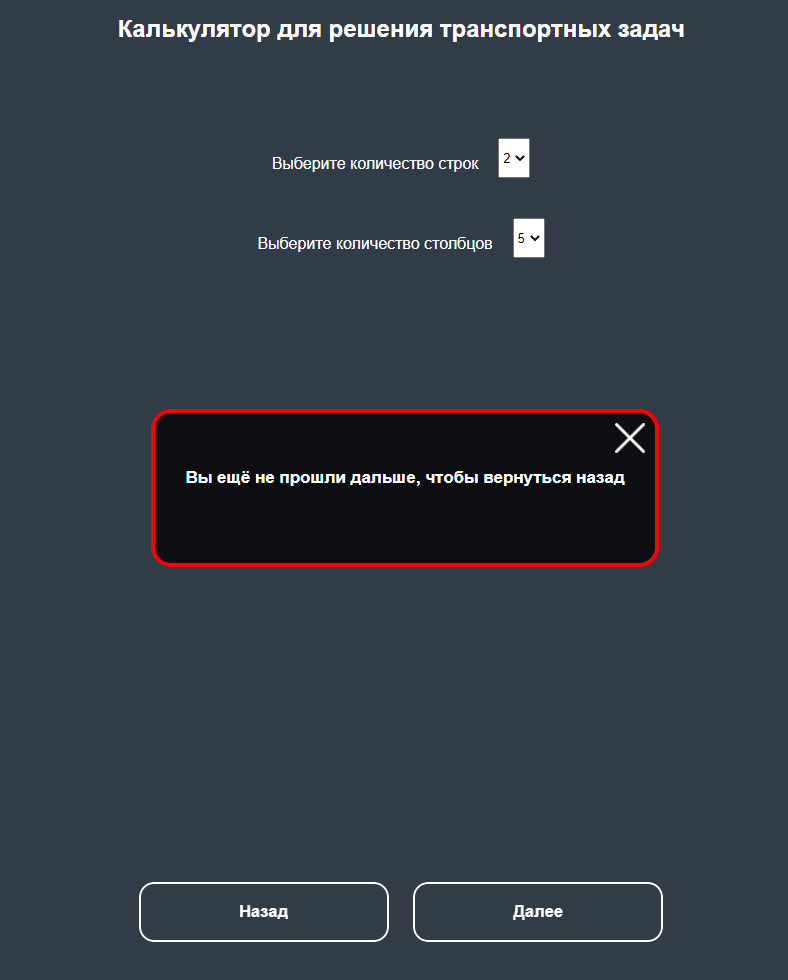 Калькулятор для решения транспортных задач
Выберите количество строк 2
Выберите количество столбцов 5
Вы ещё не прошли дальше, чтобы вернуться назад
Назад Далее